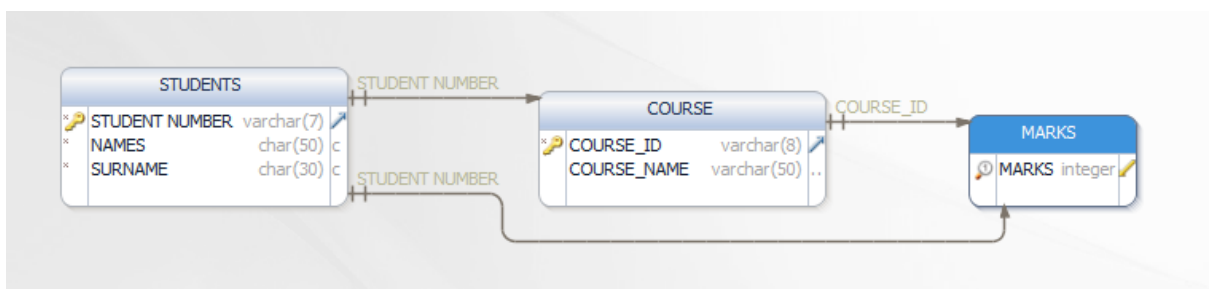 STUDENTS
STUDENT NUMBER varchar(7)
NAMES char(50) c
SURNAME char(30) c
STUDENT NUMBER
STUDENT NUMBER
COURSE
COURSE_ID varchar(8)
COURSE_NAME varchar(50) ..
COURSE_ID
MARKS
MARKS integer